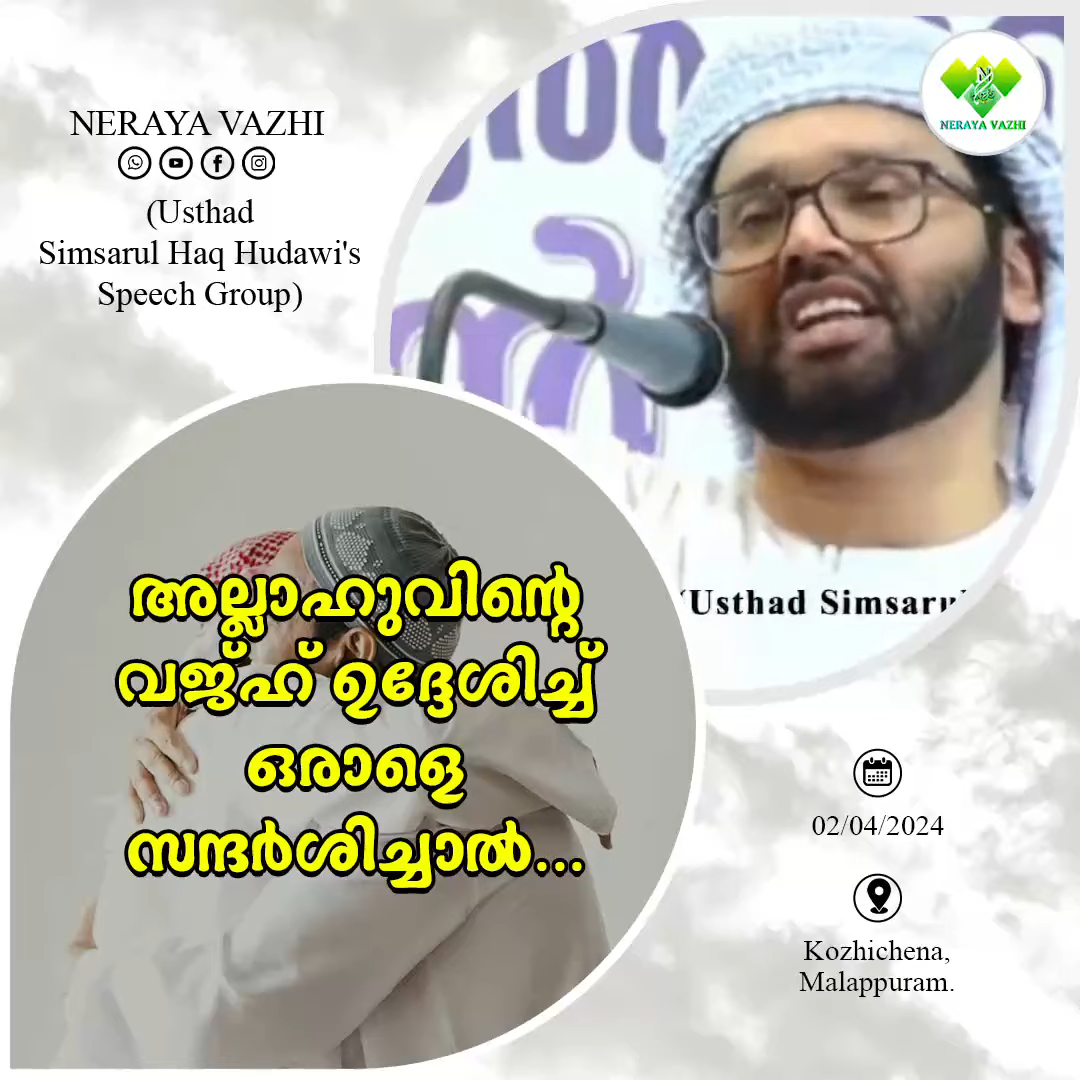 NERAYA VAZHI
(Usthad
Simsarul Haq Hudawi's
Speech Group)
NERAYA VAZHI
(Usthad
അല്ലാഹുവിന്റെ
വജ്ഹ് ഉദ്ദേശിച്ച്
ഒരാളെ
സന്ദർശിച്ചാൽ...
02/04/2024
Kozhichena,
Malappuram.